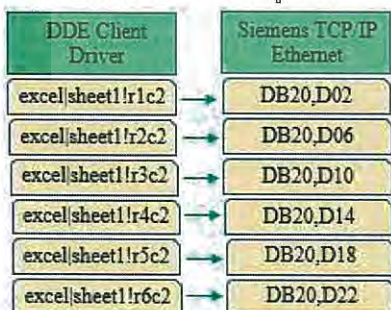 DDE Client
Driver
Siemens TCP/IP
Ethernet
excel|sheet1!r1c2
DB20,D02
excel|sheet1!r2c2
DB20,D06
excel|sheet1!r3c2
DB20,D10
excel|sheet1!r4c2
DB20,D14
excel|sheet1!r5c2
DB20,D18
excel|sheet1!r6c2
DB20,D22